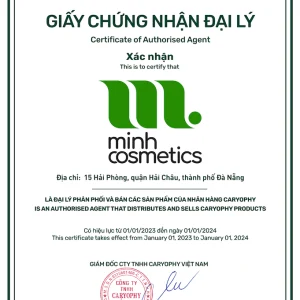 GIẤY CHỨNG NHẬN ĐẠI LÝ
Certificate of Authorised Agent
Xác nhận
This is to certify that
minh
cosmetics
Địa chỉ: 15 Hải Phòng, quận Hải Châu, thành phố Đà Nẵng
LÀ ĐẠI LÝ PHÂN PHỐI VÀ BÁN CÁC SẢN PHẨM CỦA NHÃN HÀNG CARYOPHY
IS AN AUTHORISED AGENT THAT DISTRIBUTES AND SELLS CARYOPHY PRODUCTS
Có hiệu lực từ 01/01/2023 đến ngày 01/01/2024
This certificate takes effect from January 01, 2023 to January 01, 2024
GIÁM ĐỐC CTY TNHH CARYOPHY VIỆT NAM
CÔNG TY
TNHH
CARYOPHY